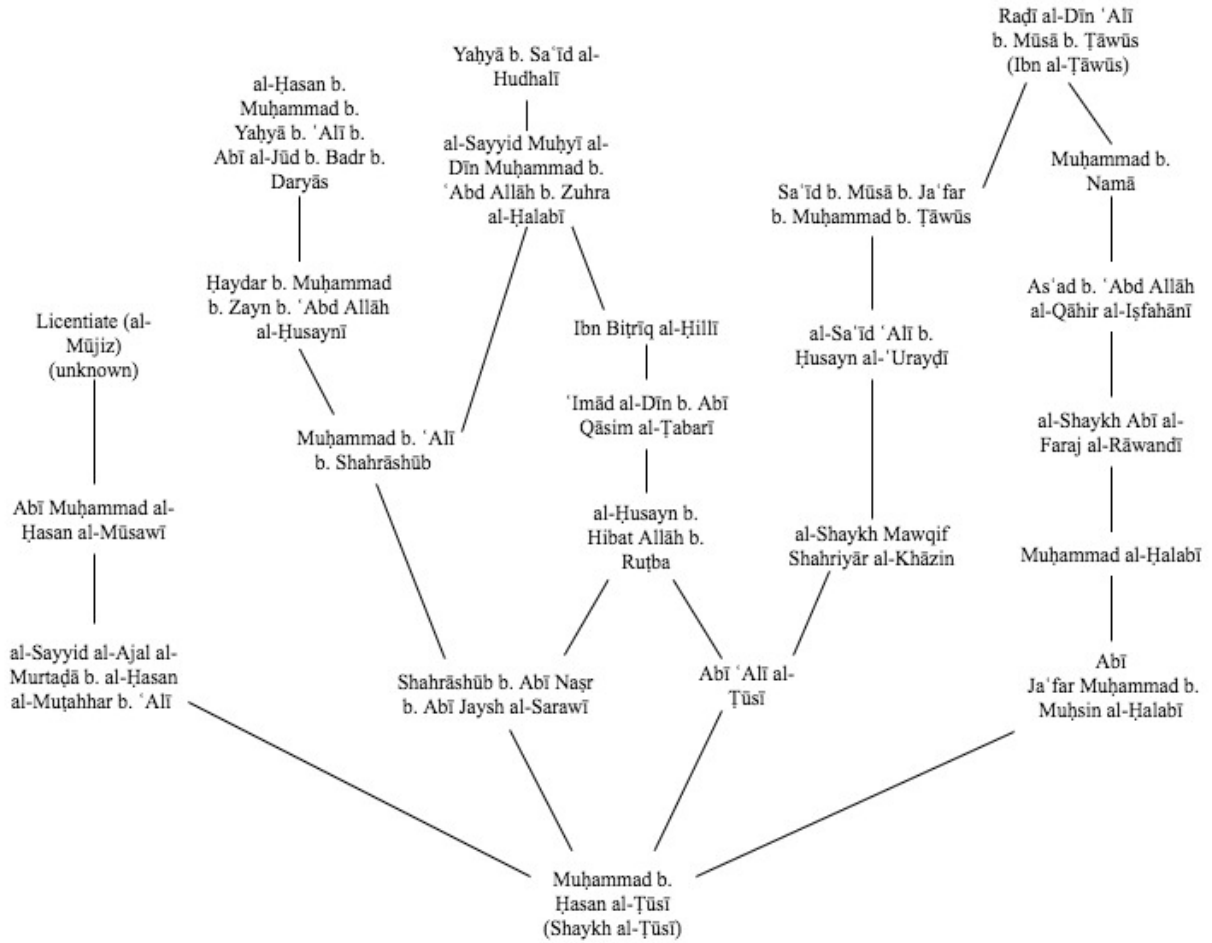 Raḍī al-Dīn ʿAlī
b. Mūsā b. Ṭāwūs
(Ibn al-Ṭāwūs)
Yaḥyā b. Saʿīd al-
Hudhalī
al-Ḥasan b.
Muḥammad b.
Yaḥyā b. ʿAlī b.
Abī al-Jūd b. Badr b.
Daryās
al-Sayyid Muḥyī al-
Dīn Muḥammad b.
ʿAbd Allāh b. Zuhra
al-Ḥalabī
Muḥammad b.
Namā
Saʿīd b. Mūsā b. Jaʿfar
b. Muḥammad b. Ṭāwūs
Ḥaydar b. Muḥammad
b. Zayn b. ʿAbd Allāh
al-Ḥusaynī
Asʿad b. ʿAbd Allāh
al-Qāhir al-Iṣfahānī
Licentiate (al-
Mūjiz)
(unknown)
Ibn Biṭrīq al-Ḥillī
al-Saʿīd ʿAlī b.
Ḥusayn al-ʿUrayḍī
ʿImād al-Dīn b. Abī
Qāsim al-Ṭabarī
al-Shaykh Abī al-
Faraj al-Rāwandī
Muḥammad b. ʿAlī
b. Shahrāshūb
Abī Muḥammad al-
Ḥasan al-Mūsawī
al-Ḥusayn b.
Hibat Allāh b.
Ruṭba
al-Shaykh Mawqif
Shahriyār al-Khāzin
Muḥammad al-Ḥalabī
al-Sayyid al-Ajal al-
Murtaḍā b. al-Ḥasan
al-Muṭahhar b. ʿAlī
Shahrāshūb b. Abī Naṣr
b. Abī Jaysh al-Sarawī
Abī ʿAlī al-
Ṭūsī
Abī
Jaʿfar Muḥammad b.
Muḥsin al-Ḥalabī
Muḥammad b.
Ḥasan al-Ṭūsī
(Shaykh al-Ṭūsī)